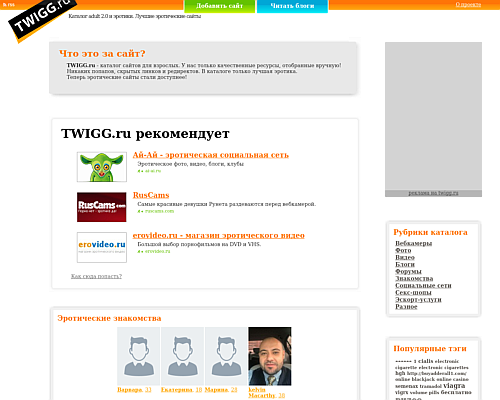 TWIGG.ru
Добавить сайт
Читать блоги
О проекте
Каталог adult 2.0 и эротики. Лучшие эротические сайты
Что это за сайт?
TWIGG.ru - каталог сайтов для взрослых. У нас только качественные ресурсы, отобранные вручную!
Никаких попапов, скрытых линков и редиректов. В каталоге только лучшая эротика.
Теперь эротические сайты стали доступнее!
реклама на twigg.ru
TWIGG.ru рекомендует
Ай-Ай - эротическая социальная сеть
Эротическое фото, видео, блоги, клубы
RusCams.com
RusCams
Самые красивые девушки Рунета раздеваются перед вебкамерой.
ruscams.com
erovideo.ru
erovideo.ru - магазин эротического видео
Большой выбор порнофильмов на DVD и VHS.
erovideo.ru
Как сюда попасть?
Рубрики каталога
Вебкамеры
Фото
Видео
Блоги
Форумы
Знакомства
Социальные сети
Секс-шопы
Эскорт-услуги
Разное
Эротические знакомства
Варвара, 33
Екатерина, 18
Марина, 28
kelvin
Macarthy, 38
Популярные тэги
1 cialis electronic
cigarette electronic cigarettes
hgh http://buyadderall1.com/
online blackjack online casino
semenax tramadol viagra
vigrx volume pills бесплатно
видео